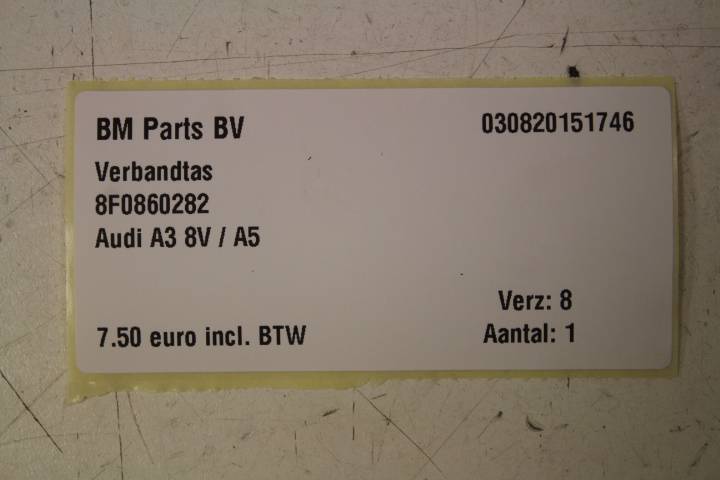 BM Parts BV 030820151746
Verbandtas
8F0860282
Audi A3 8V / A5
Verz: 8
7.50 euro incl. BTW Aantal: 1